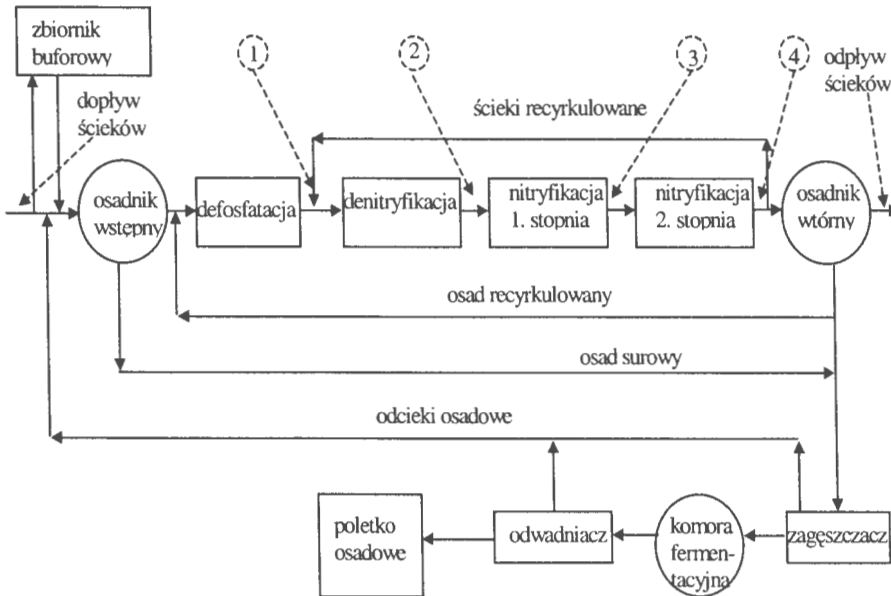 zbiornik
buforowy
1
2
3
4
odpływ
ścieków
dopływ
ścieków
ścieki recyrkulowane
osadnik
wstępny
defosfatacja
denitryfikacja
nitryfikacja
1. stopnia
nitryfikacja
2. stopnia
osadnik
wtórny
osad recyrkulowany
osad surowy
odcieki osadowe
poletko
osadowe
odwadniacz
komora
fermen-
tacyjna
zagęszczacz